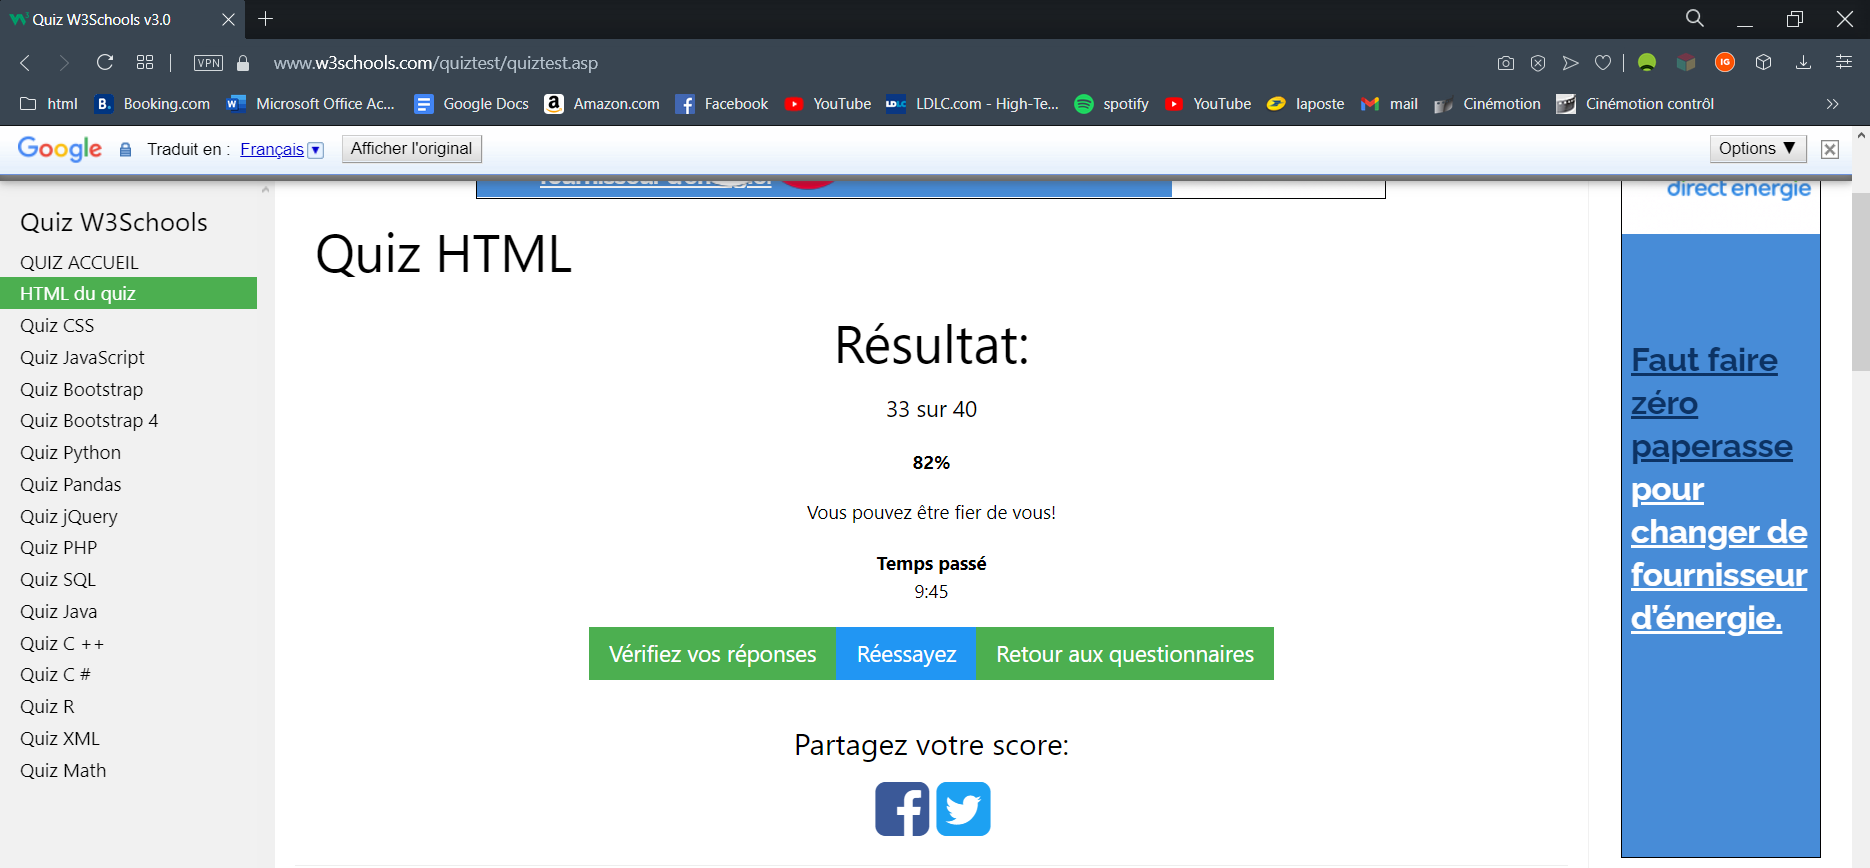 Quiz W3Schools v3.0
VPN
www.w3schools.com/quiztest/quiztest.asp
IG
html
B. Booking.com
Microsoft Office Ac...
Google Docs
Amazon.com
Facebook
YouTube
LDLC LDLC.com - High-Te...
spotify
YouTube
laposte
mail
Cinémotion
Cinémotion contrôl
Google Traduit en : Français Afficher l'original Options ▼
Quiz W3Schools
QUIZ ACCUEIL
HTML du quiz
Quiz CSS
Quiz JavaScript
Quiz Bootstrap
Quiz Bootstrap 4
Quiz Python
Quiz Pandas
Quiz jQuery
Quiz PHP
Quiz SQL
Quiz Java
Quiz C ++
Quiz C #
Quiz R
Quiz XML
Quiz Math
Quiz HTML
Résultat:
33 sur 40
82%
Vous pouvez être fier de vous!
Temps passé
9:45
Vérifiez vos réponses
Réessayez
Retour aux questionnaires
Partagez votre score:
direct energie
Faut faire
zéro
paperasse
pour
changer de
fournisseur
d'énergie.